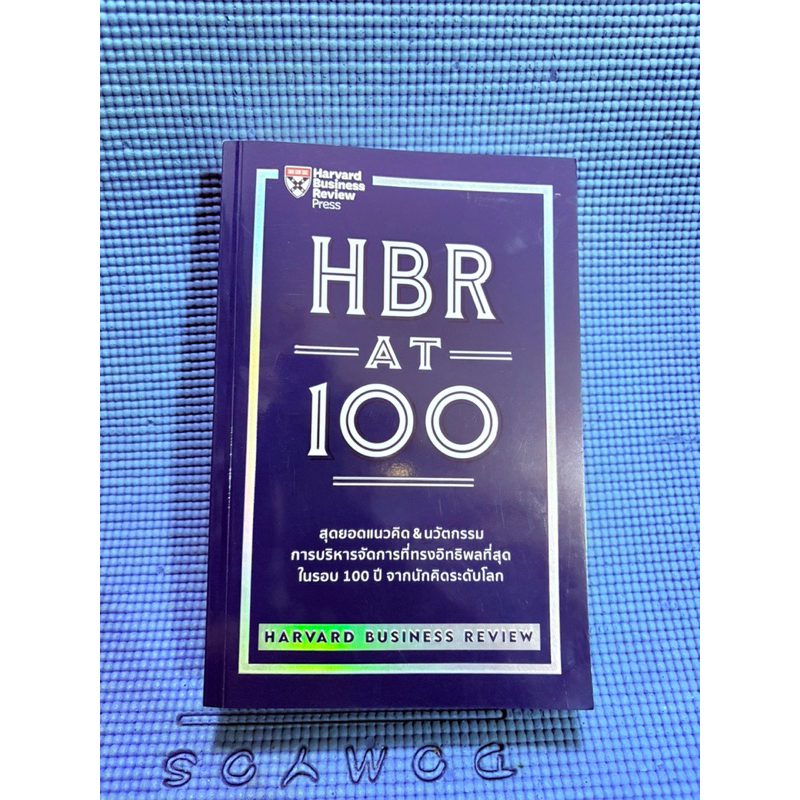 Harvard
Business
Review
Press
HBR
AT
100
สุดยอดแนวคิด & นวัตกรรม
การบริหารจัดการที่ทรงอิทธิพลที่สุด
ในรอบ 100 ปี จากนักคิดระดับโลก
HARVARD BUSINESS REVIEW